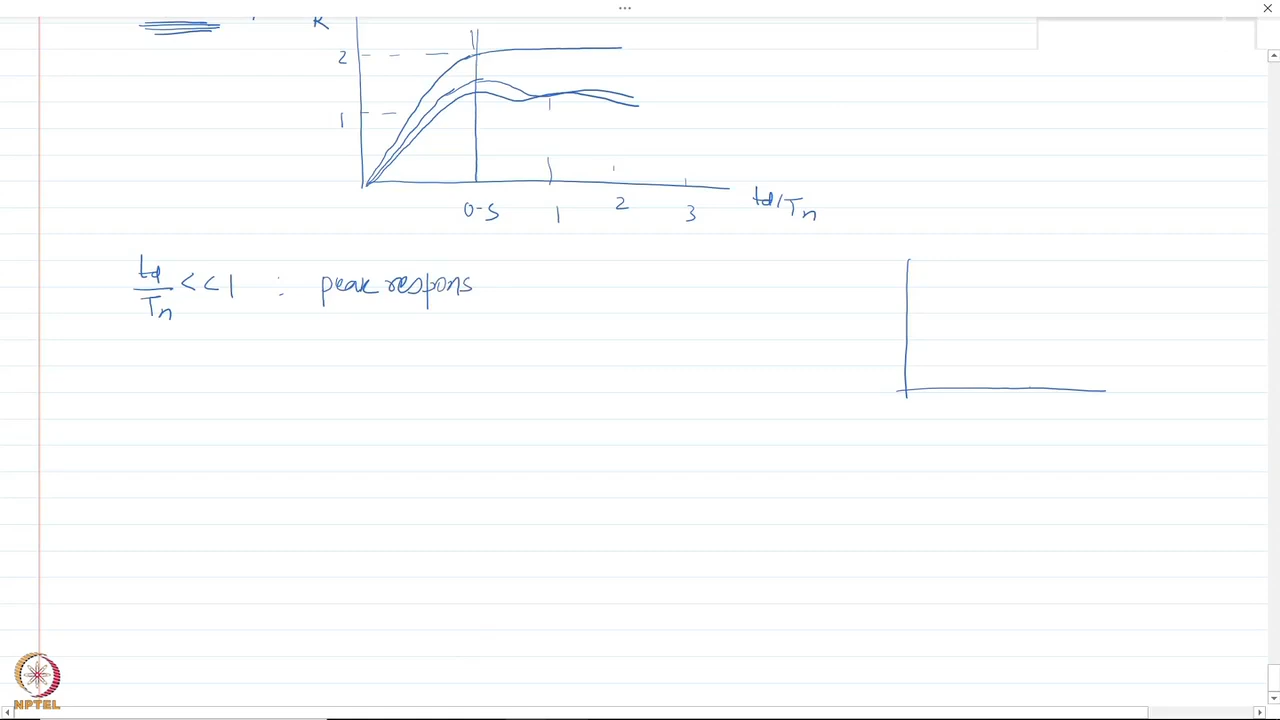 R
2
1
0-5 1 2 3 td/Tn
td/Tn << 1 : peak respons
NPTEL